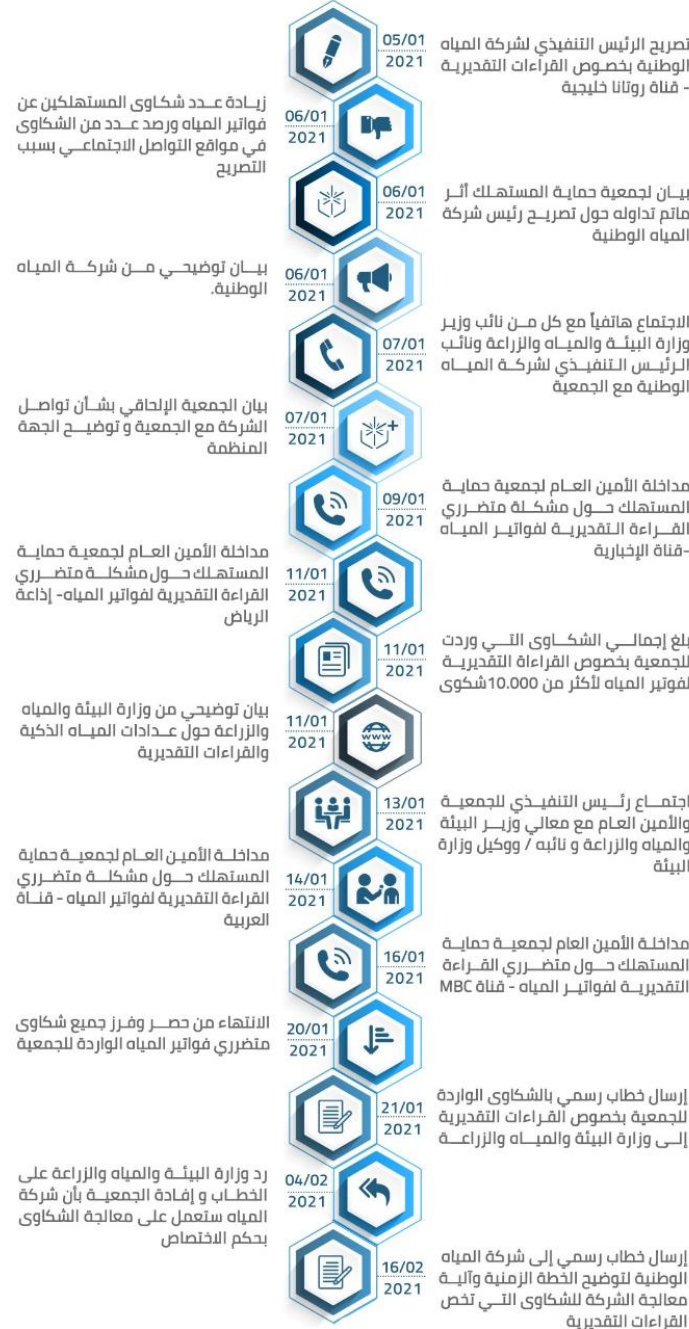 05/01
2021
تصريح الرئيس التنفيذي لشركة المياه
الوطنية بخصوص القراءات التقديرية
- قناة روتانا خليجية
06/01
2021
زيادة عدد شكاوى المستهلكين عن
فواتير المياه ورصد عدد من الشكاوى
في مواقع التواصل الاجتماعي بسبب
التصريح
06/01
2021
بيان لجمعية حماية المستهلك أثر
ماتم تداوله حول تصريح رئيس شركة
المياه الوطنية
06/01
2021
بيان توضيحي من شركة المياه
الوطنية.
07/01
2021
الاجتماع هاتفياً مع كل من نائب وزير
وزارة البيئة والمياه والزراعة ونائب
الرئيس التنفيذي لشركة المياه
الوطنية مع الجمعية
07/01
2021
بيان الجمعية الإلحاقي بشأن تواصل
الشركة مع الجمعية و توضيح الجهة
المنظمة
09/01
2021
مداخلة الأمين العام لجمعية حماية
المستهلك حول مشكلة متضرري
القراءة التقديرية لفواتير المياه
-قناة الإخبارية
11/01
2021
مداخلة الأمين العام لجمعية حماية
المستهلك حول مشكلة متضرري
القراءة التقديرية لفواتير المياه- إذاعة
الرياض
11/01
2021
بلغ إجمالي الشكاوى التي وردت
للجمعية بخصوص القراءاة التقديرية
لفوتير المياه لأكثر من 10.000شكوى
11/01
2021
بيان توضيحي من وزارة البيئة والمياه
والزراعة حول عدادات المياه الذكية
والقراءات التقديرية
www
13/01
2021
اجتماع رئيس التنفيذي للجمعية
والأمين العام مع معالي وزير البيئة
والمياه والزراعة و نائبه / ووكيل وزارة
البيئة
14/01
2021
مداخلة الأمين العام لجمعية حماية
المستهلك حول مشكلة متضرري
القراءة التقديرية لفواتير المياه - قناة
العربية
16/01
2021
مداخلة الأمين العام لجمعية حماية
المستهلك حول متضرري القراءة
التقديرية لفواتير المياه - قناة MBC
20/01
2021
الانتهاء من حصر وفرز جميع شكاوى
متضرري فواتير المياه الواردة للجمعية
21/01
2021
إرسال خطاب رسمي بالشكاوى الواردة
للجمعية بخصوص القراءات التقديرية
إلى وزارة البيئة والمياه والزراعة
04/02
2021
رد وزارة البيئة والمياه والزراعة على
الخطاب و إفادة الجمعية بأن شركة
المياه ستعمل على معالجة الشكاوى
بحكم الاختصاص
16/02
2021
إرسال خطاب رسمي إلى شركة المياه
الوطنية لتوضيح الخطة الزمنية وآلية
معالجة الشركة للشكاوى التي تخص
القراءات التقديرية